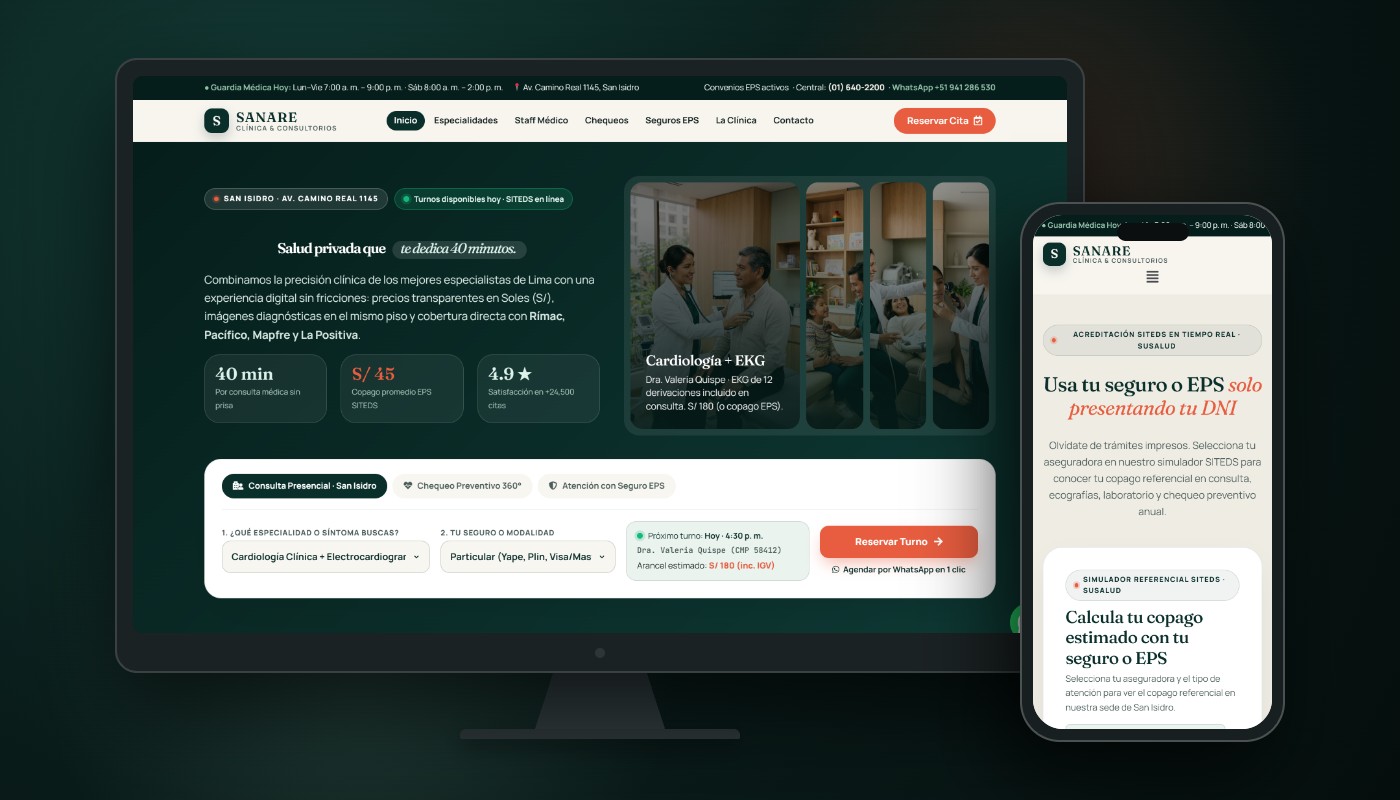 ● Guardia Médica Hoy: Lun–Vie 7:00 a. m. – 9:00 p. m. · Sáb 8:00 a. m. – 2:00 p. m. Av. Camino Real 1145, San Isidro Convenios EPS activos · Central: (01) 640-2200 · WhatsApp +51 941 286 530
S SANARE
CLÍNICA & CONSULTORIOS
Inicio Especialidades Staff Médico Chequeos Seguros EPS La Clínica Contacto Reservar Cita
SAN ISIDRO · AV. CAMINO REAL 1145 Turnos disponibles hoy · SITEDS en línea
Salud privada que te dedica 40 minutos.
Combinamos la precisión clínica de los mejores especialistas de Lima con una
experiencia digital sin fricciones: precios transparentes en Soles (S/),
imágenes diagnósticas en el mismo piso y cobertura directa con Rímac,
Pacífico, Mapfre y La Positiva.
40 min
Por consulta médica sin
prisa
S/ 45
Copago promedio EPS
SITEDS
4.9 ★
Satisfacción en +24,500
citas
Cardiología + EKG
Dra. Valeria Quispe · EKG de 12
derivaciones incluido en
consulta. S/ 180 (o copago EPS).
Consulta Presencial · San Isidro Chequeo Preventivo 360° Atención con Seguro EPS
1. ¿QUÉ ESPECIALIDAD O SÍNTOMA BUSCAS?
Cardiología Clínica + Electrocardiogran
2. TU SEGURO O MODALIDAD
Particular (Yape, Plin, Visa/Mas
Próximo turno: Hoy · 4:30 p. m.
Dra. Valeria Quispe (CMP 58412)
Arancel estimado: S/ 180 (inc. IGV)
Reservar Turno →
Agendar por WhatsApp en 1 clic
● Guardia Médica Hoy: – 9:00 p. m. · Sáb 8:00
S SANARE
CLÍNICA & CONSULTORIOS
ACREDITACIÓN SITEDS EN TIEMPO REAL ·
SUSALUD
Usa tu seguro o EPS solo
presentando tu DNI
Olvídate de trámites impresos. Selecciona tu
aseguradora en nuestro simulador SITEDS para
conocer tu copago referencial en consulta,
ecografías, laboratorio y chequeo preventivo
anual.
SIMULADOR REFERENCIAL SITEDS ·
SUSALUD
Calcula tu copago
estimado con tu
seguro o EPS
Selecciona tu aseguradora y el tipo de
atención para ver el copago referencial en
nuestra sede de San Isidro.